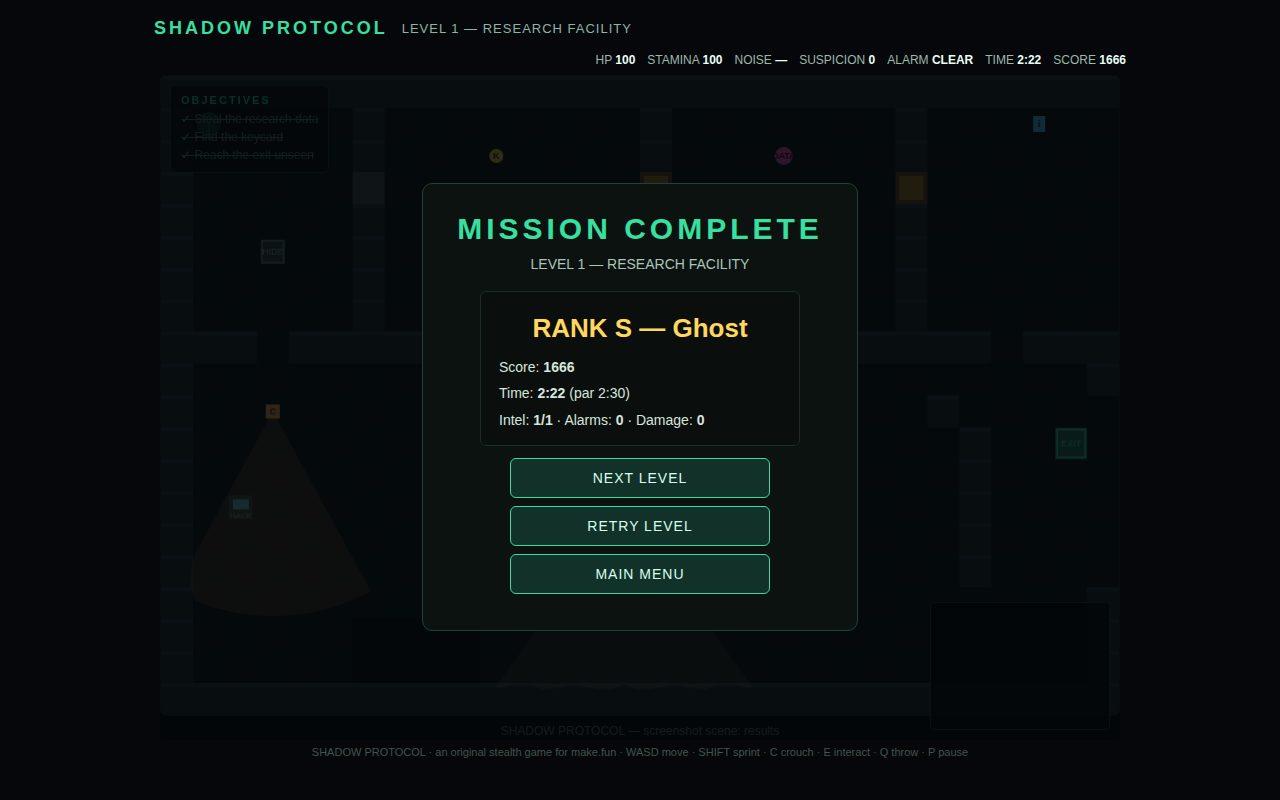 SHADOW PROTOCOL LEVEL 1 — RESEARCH FACILITY
HP 100 STAMINA 100 NOISE — SUSPICION 0 ALARM CLEAR TIME 2:22 SCORE 1666
OBJECTIVES
✓ Steal the research data
✓ Find the keycard
✓ Reach the exit unseen
K
DATA
i
HIDE
MISSION COMPLETE
LEVEL 1 — RESEARCH FACILITY
RANK S — Ghost
Score: 1666
Time: 2:22 (par 2:30)
Intel: 1/1 · Alarms: 0 · Damage: 0
C
EXIT
HACK
NEXT LEVEL
RETRY LEVEL
MAIN MENU
SHADOW PROTOCOL — screenshot scene: results
SHADOW PROTOCOL · an original stealth game for make.fun · WASD move · SHIFT sprint · C crouch · E interact · Q throw · P pause